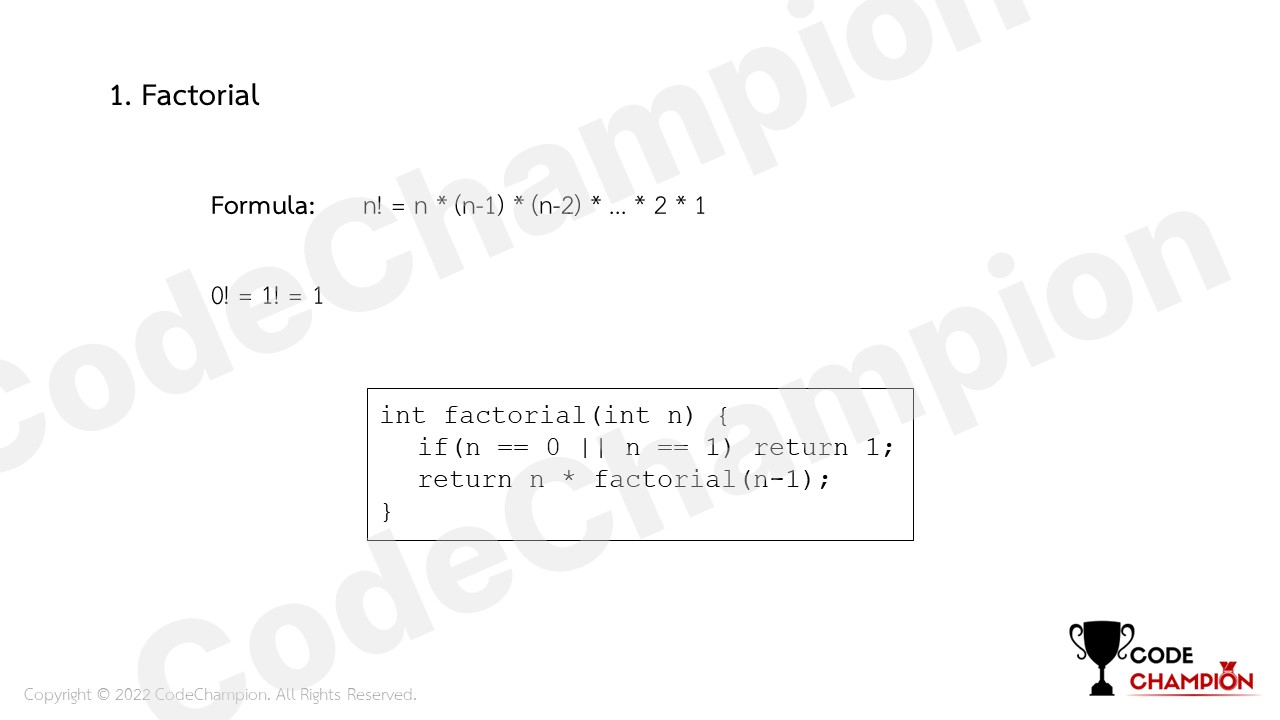 1. Factorial
Formula: n! = n * (n-1) * (n-2) * ... * 2 * 1
0! = 1! = 1
int factorial(int n) {
if(n == 0 || n == 1) return 1;
return n * factorial(n-1);
}
CodeChampion
CodeChampion
CODE
CHAMPION
Copyright © 2022 CodeChampion. All Rights Reserved.